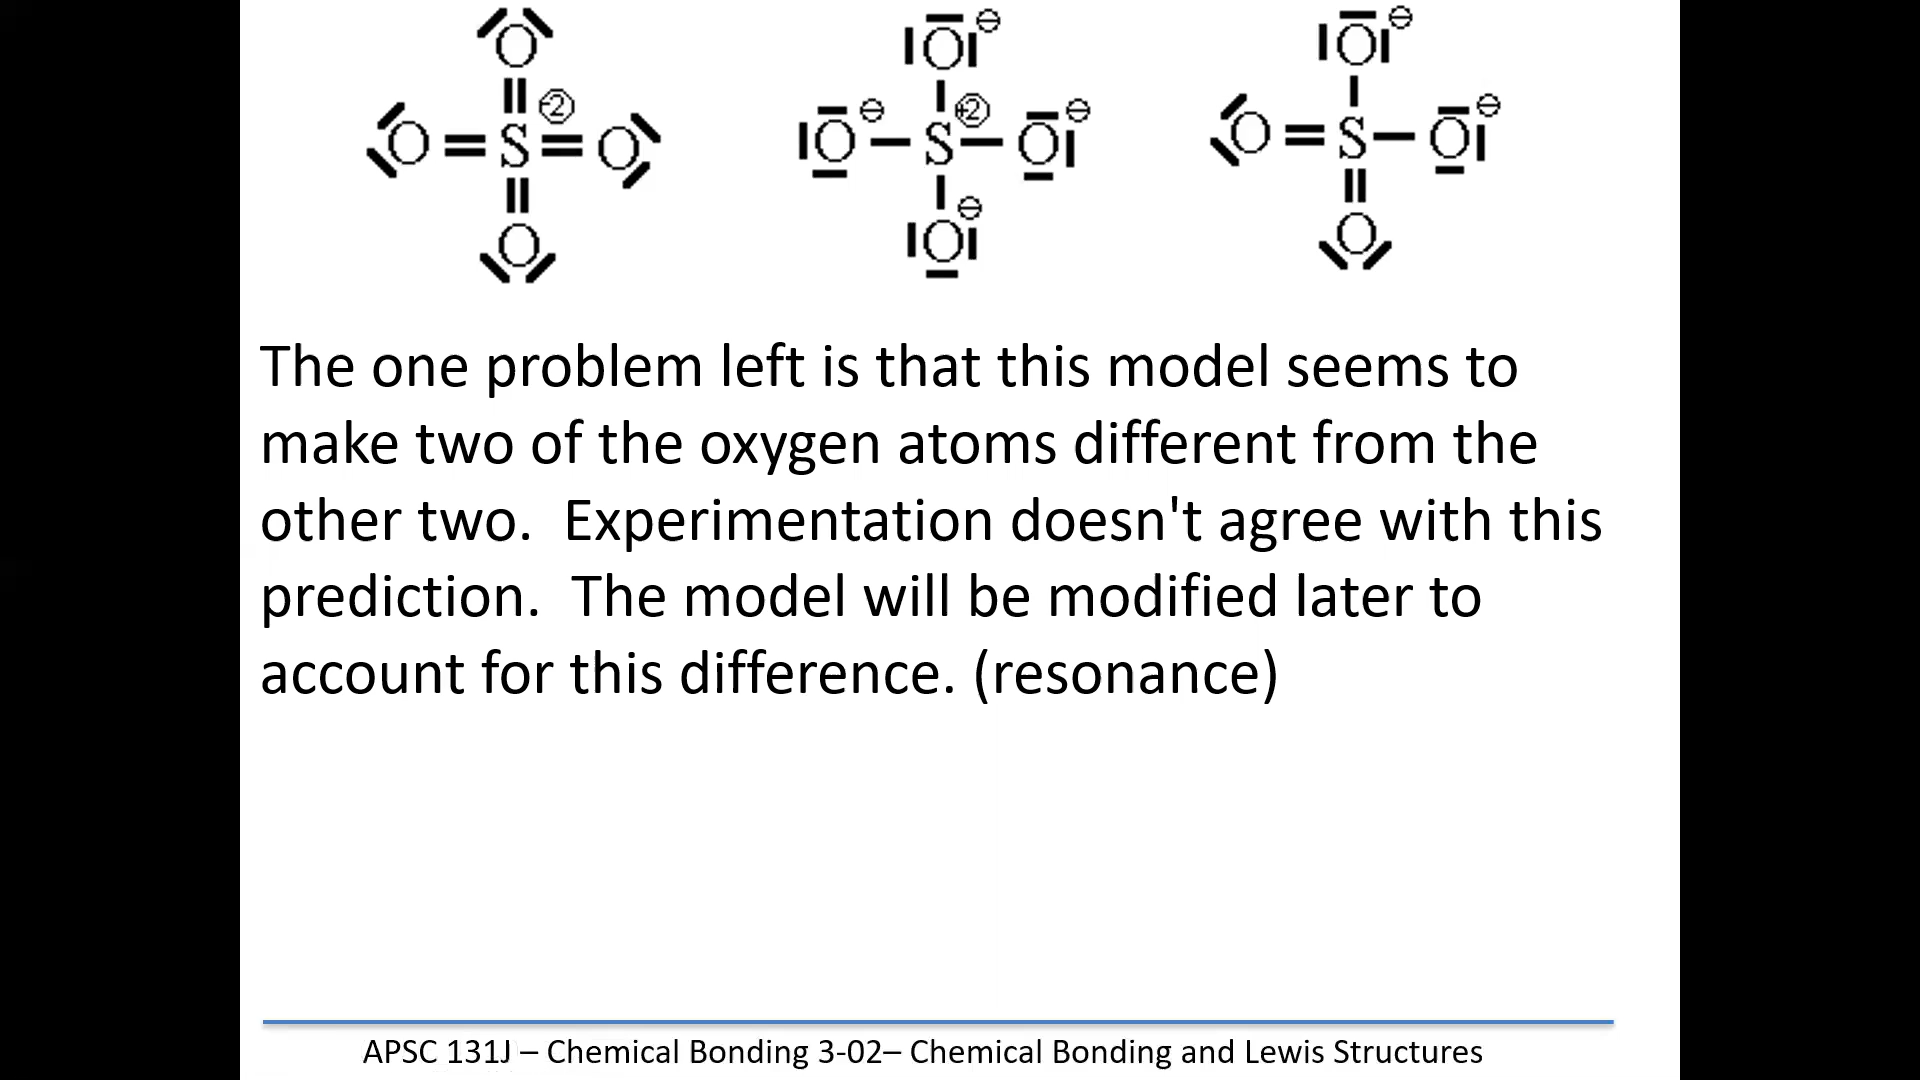 O ⊖ ⊖
|O| |O|
-2 ⊖ +2 ⊖ ⊖
O = S = O |O – S – O| O = S – O|
⊖
O |O| O
The one problem left is that this model seems to
make two of the oxygen atoms different from the
other two.  Experimentation doesn't agree with this
prediction.  The model will be modified later to
account for this difference. (resonance)
APSC 131J – Chemical Bonding 3-02– Chemical Bonding and Lewis Structures